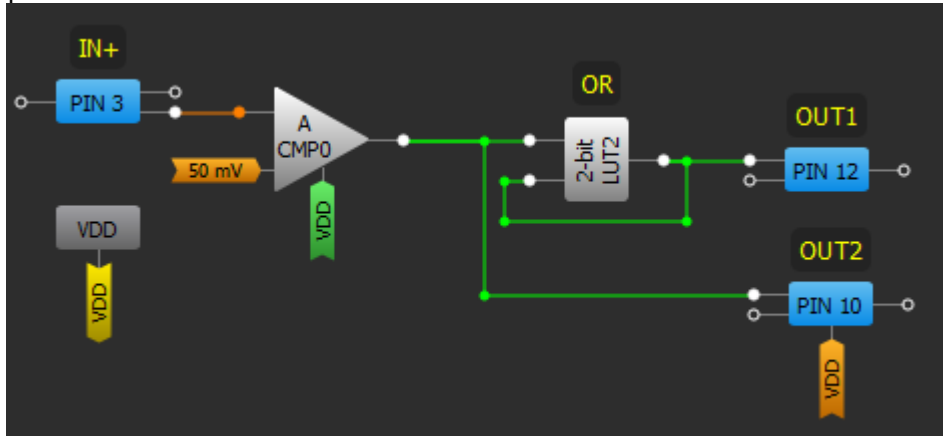 IN+
PIN 3
A
CMP0
50 mV
VDD
VDD
VDD
OR
2-bit
LUT2
OUT1
PIN 12
OUT2
PIN 10
VDD